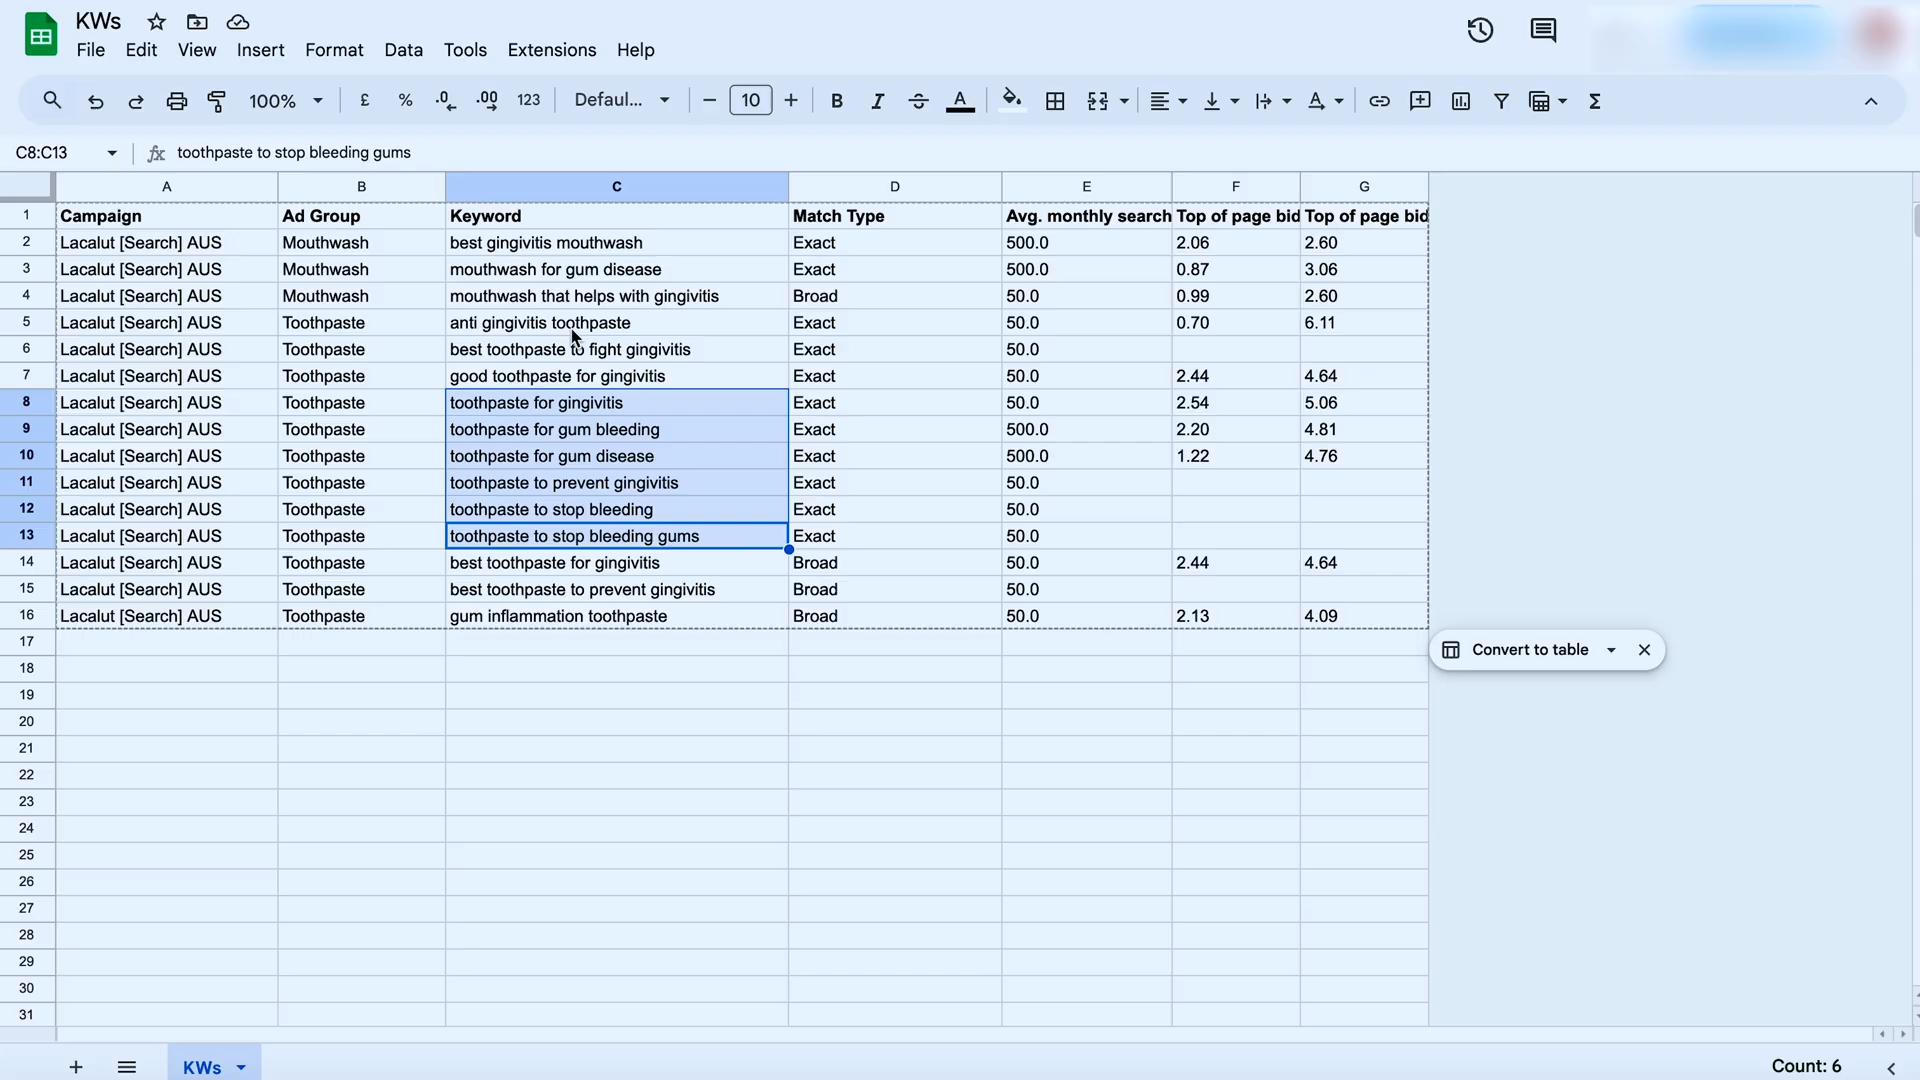 KWs
File Edit View Insert Format Data Tools Extensions Help
100% £ % .0 .00 123 Defaul... 10 B I A
C8:C13 fx toothpaste to stop bleeding gums
A B C D E F G
1 Campaign Ad Group Keyword Match Type Avg. monthly search Top of page bid Top of page bid
2 Lacalut [Search] AUS Mouthwash best gingivitis mouthwash Exact 500.0 2.06 2.60
3 Lacalut [Search] AUS Mouthwash mouthwash for gum disease Exact 500.0 0.87 3.06
4 Lacalut [Search] AUS Mouthwash mouthwash that helps with gingivitis Broad 50.0 0.99 2.60
5 Lacalut [Search] AUS Toothpaste anti gingivitis toothpaste Exact 50.0 0.70 6.11
6 Lacalut [Search] AUS Toothpaste best toothpaste to fight gingivitis Exact 50.0
7 Lacalut [Search] AUS Toothpaste good toothpaste for gingivitis Exact 50.0 2.44 4.64
8 Lacalut [Search] AUS Toothpaste toothpaste for gingivitis Exact 50.0 2.54 5.06
9 Lacalut [Search] AUS Toothpaste toothpaste for gum bleeding Exact 500.0 2.20 4.81
10 Lacalut [Search] AUS Toothpaste toothpaste for gum disease Exact 500.0 1.22 4.76
11 Lacalut [Search] AUS Toothpaste toothpaste to prevent gingivitis Exact 50.0
12 Lacalut [Search] AUS Toothpaste toothpaste to stop bleeding Exact 50.0
13 Lacalut [Search] AUS Toothpaste toothpaste to stop bleeding gums Exact 50.0
14 Lacalut [Search] AUS Toothpaste best toothpaste for gingivitis Broad 50.0 2.44 4.64
15 Lacalut [Search] AUS Toothpaste best toothpaste to prevent gingivitis Broad 50.0
16 Lacalut [Search] AUS Toothpaste gum inflammation toothpaste Broad 50.0 2.13 4.09
17
Convert to table
18
19
20
21
22
23
24
25
26
27
28
29
30
31
KWs Count: 6